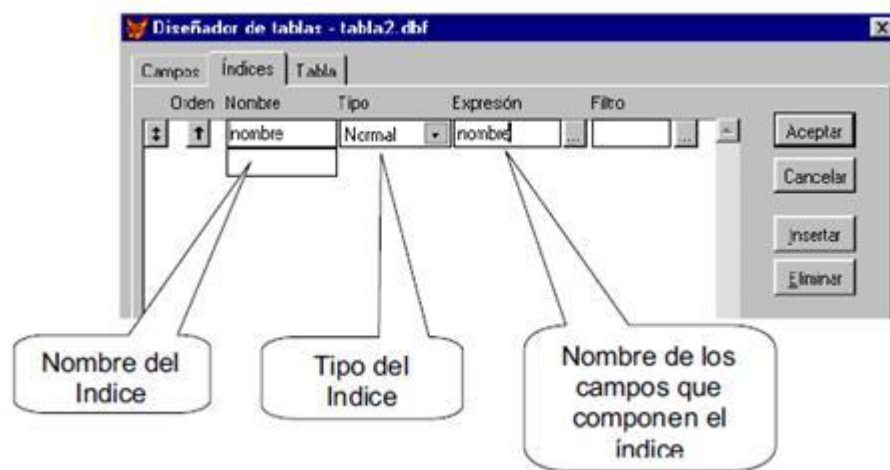 Diseñador de tablas - tabla2.dbf
Campos Índices Tabla
Orden Nombre Tipo Expresión Filtro
nombre Normal nombre ... ...
Aceptar
Cancelar
Insertar
Eliminar
Nombre del
Indice
Tipo del
Indice
Nombre de los
campos que
componen el
índice